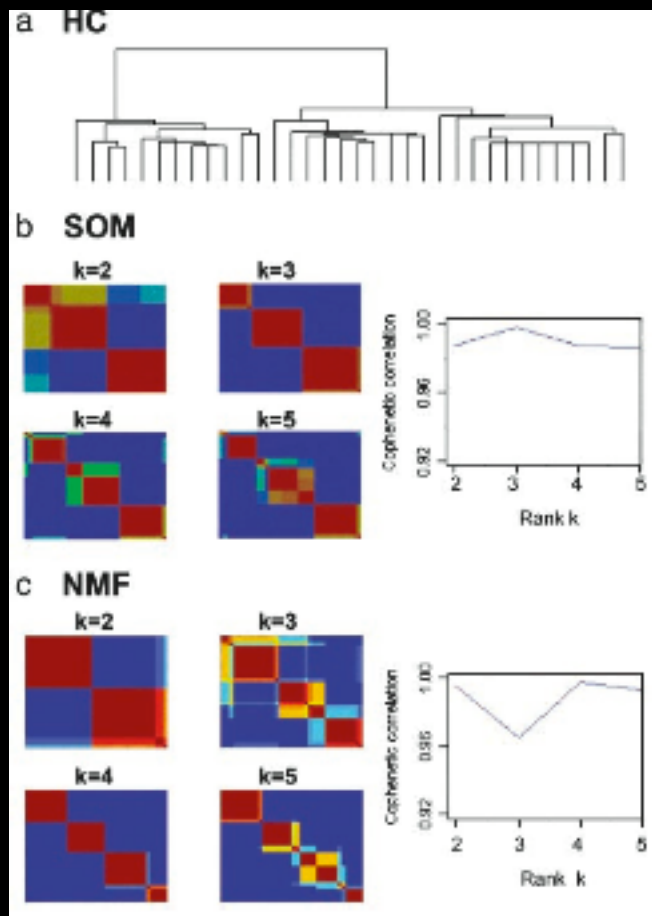 a HC
b SOM
k=2
k=3
k=4
k=5
Cophenetic correlation
1.00
0.96
0.92
2 3 4 5
Rank k
c NMF
k=2
k=3
k=4
k=5
Cophenetic correlation
1.00
0.96
0.92
2 3 4 5
Rank k